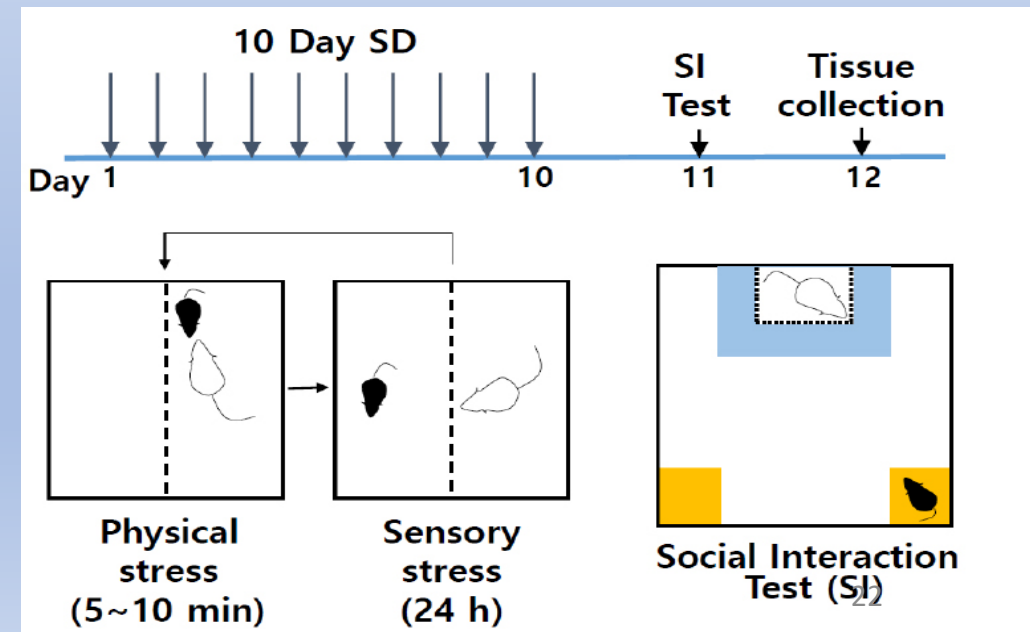 10 Day SD
SI
Test
Tissue
collection
Day 1
10
11
12
Physical
stress
(5~10 min)
Sensory
stress
(24 h)
Social Interaction
Test (SI)
22